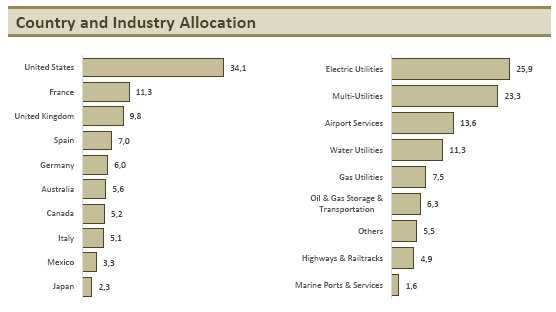 Country and Industry Allocation
United States 34,1
France 11,3
United Kingdom 9,8
Spain 7,0
Germany 6,0
Australia 5,6
Canada 5,2
Italy 5,1
Mexico 3,3
Japan 2,3
Electric Utilities 25,9
Multi-Utilities 23,3
Airport Services 13,6
Water Utilities 11,3
Gas Utilities 7,5
Oil & Gas Storage &
Transportation 6,3
Others 5,5
Highways & Railtracks 4,9
Marine Ports & Services 1,6